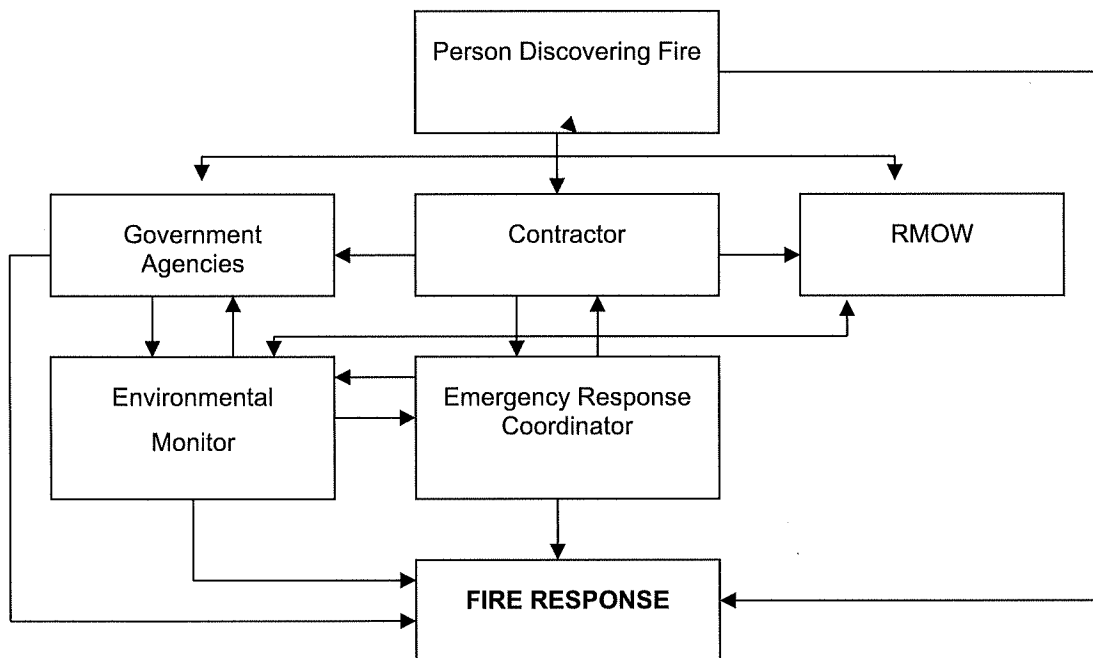 Person Discovering Fire
Government
Agencies
Contractor
RMOW
Environmental
Monitor
Emergency Response
Coordinator
FIRE RESPONSE